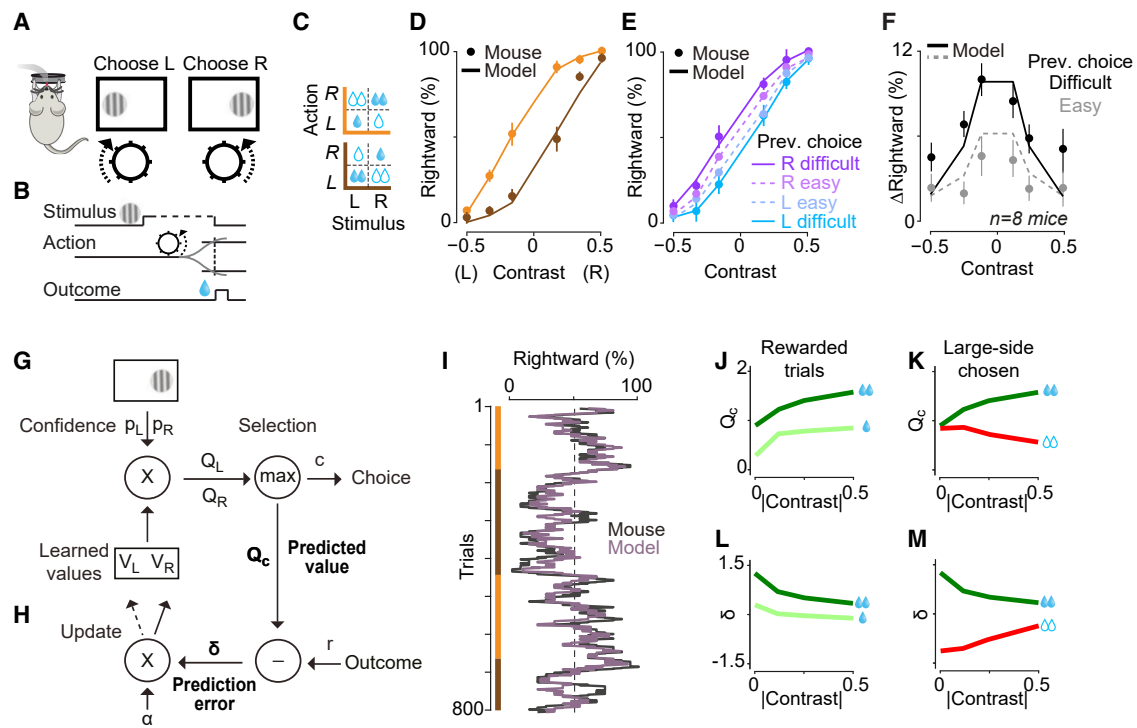 A
Choose L Choose R
B
Stimulus
Action
Outcome
C
Action
R
L
R
L
L R
Stimulus
D
Mouse
Model
Rightward (%)
100
0
−0.5 0 0.5
(L) Contrast (R)
E
Mouse
Model
Rightward (%)
100
0
Prev. choice
R difficult
R easy
L easy
L difficult
−0.5 0 0.5
Contrast
F
Model
Prev. choice
Difficult
Easy
ΔRightward (%)
12
0
n=8 mice
−0.5 0 0.5
Contrast
G
Confidence pL pR
Selection
X
QL
QR
max
c
Choice
Learned
values
VL VR
Qc
Predicted
value
H
Update
X
δ
Prediction
error
−
r
Outcome
α
I
Rightward (%)
0 100
1
Trials
800
Mouse
Model
J
Rewarded
trials
2
Qc
0
0 0.5
|Contrast|
K
Large-side
chosen
0 0.5
|Contrast|
L
1.5
δ
-1.5
0 0.5
|Contrast|
M
δ
0 0.5
|Contrast|